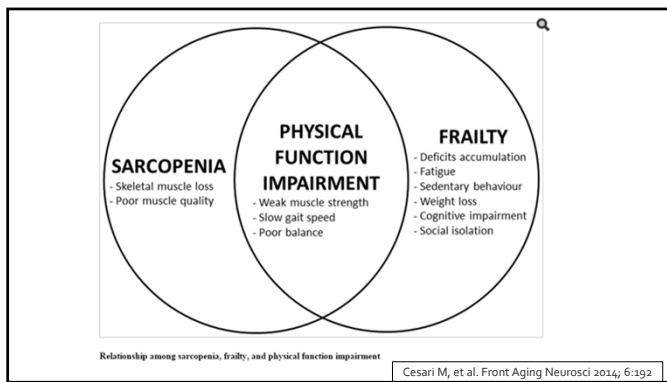 SARCOPENIA
- Skeletal muscle loss
- Poor muscle quality
PHYSICAL
FUNCTION
IMPAIRMENT
- Weak muscle strength
- Slow gait speed
- Poor balance
FRAILTY
- Deficits accumulation
- Fatigue
- Sedentary behaviour
- Weight loss
- Cognitive impairment
- Social isolation
Relationship among sarcopenia, frailty, and physical function impairment
Cesari M, et al. Front Aging Neurosci 2014; 6:192